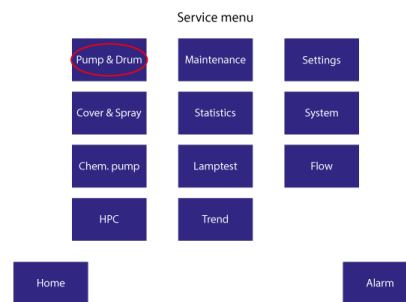 Service menu
Pump & Drum
Maintenance
Settings
Cover & Spray
Statistics
System
Chem. pump
Lamptest
Flow
HPC
Trend
Home
Alarm